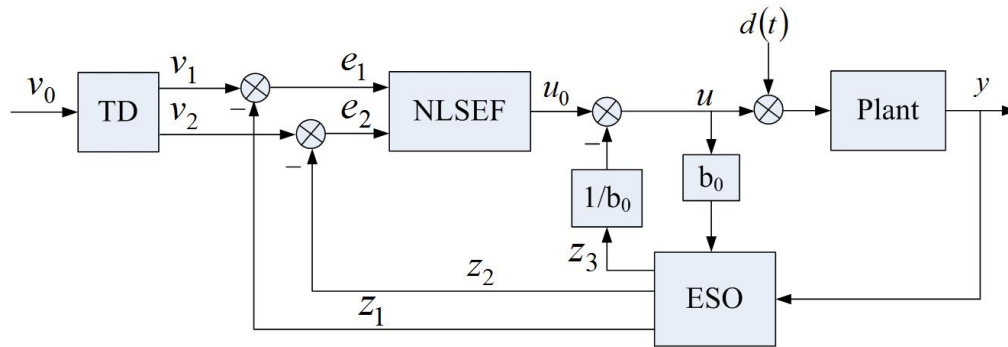 d(t)
v₀
TD
v₁
v₂
−
−
e₁
e₂
NLSEF
u₀
−
u
Plant
y
1/b₀
b₀
z₃
z₂
z₁
ESO